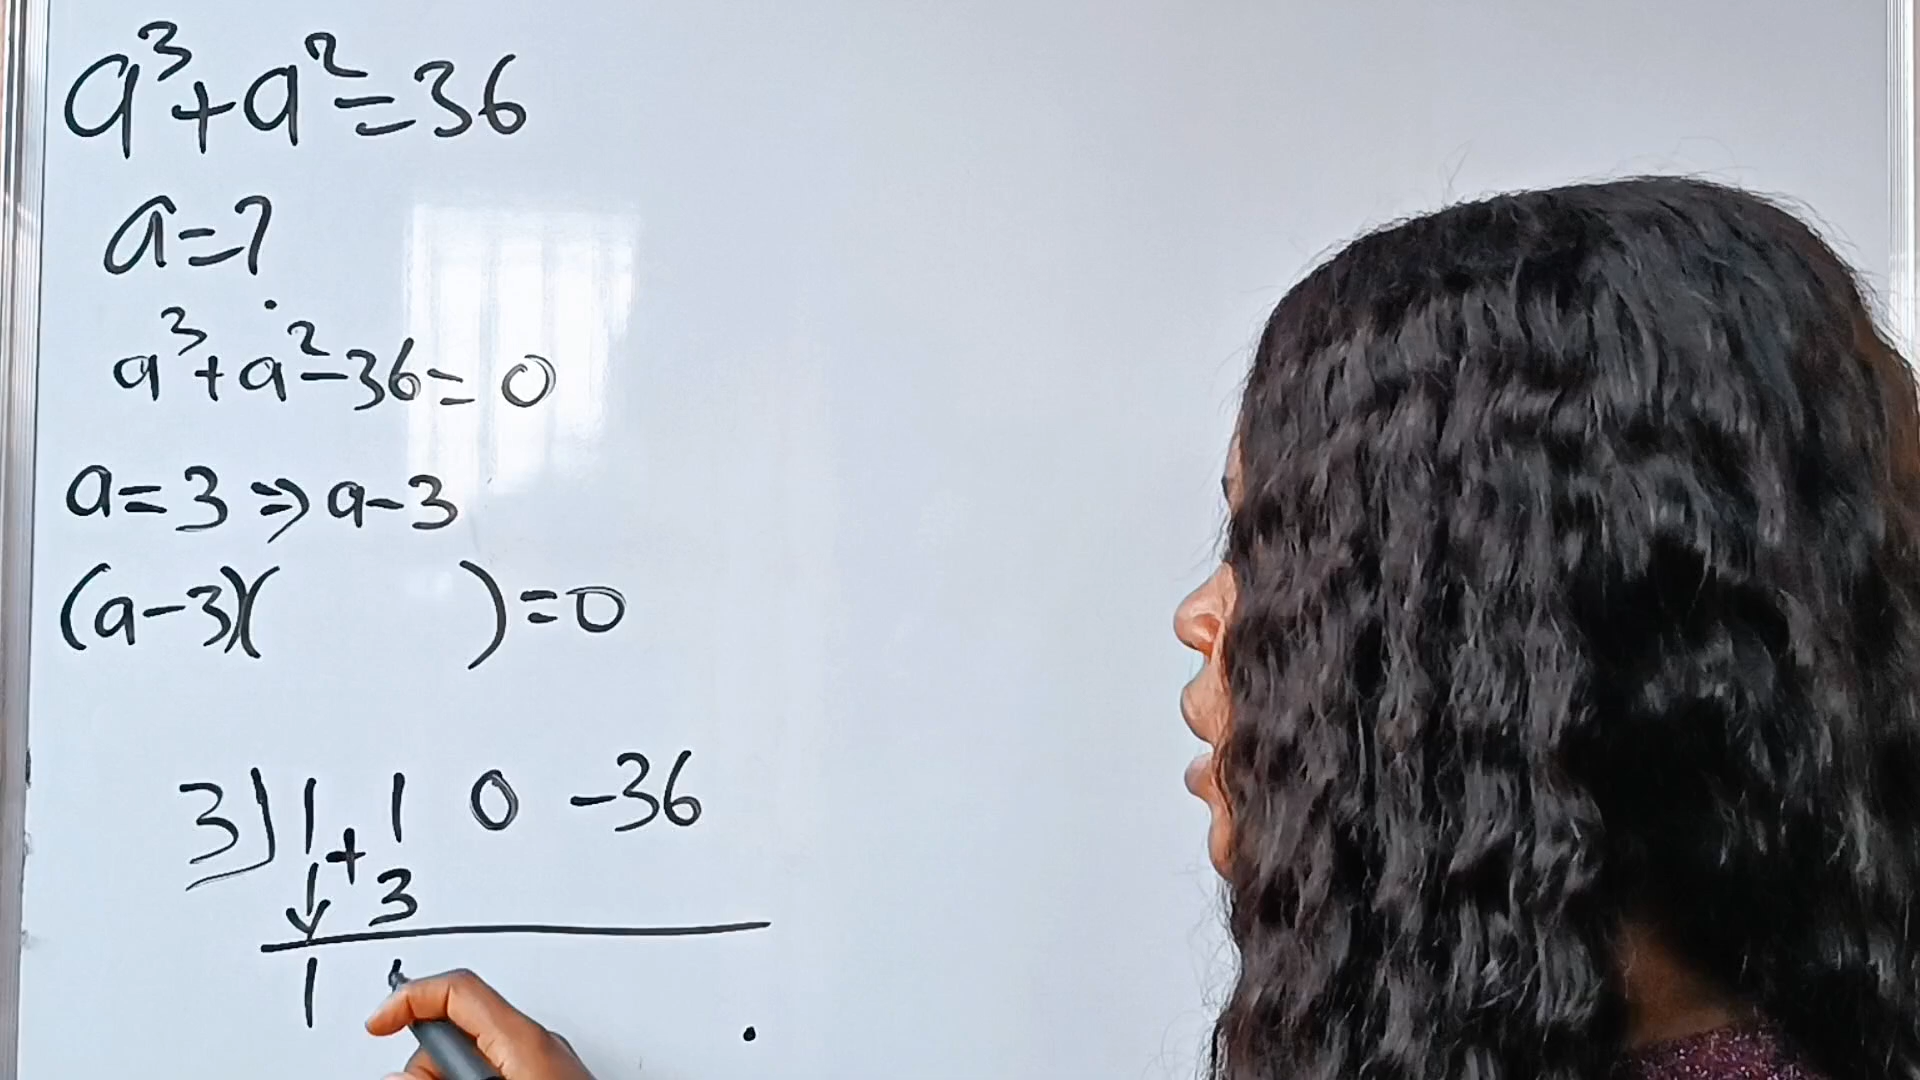 a³+a²=36
a=?
a³+a²-36=0
a=3⇒a-3
(a-3)(      )=0
3) 1 1 0 -36
↓ + 3
1